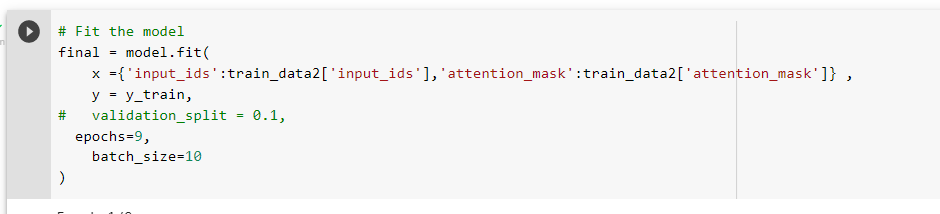 # Fit the model
final = model.fit(
    x ={'input_ids':train_data2['input_ids'],'attention_mask':train_data2['attention_mask']} ,
    y = y_train,
#   validation_split = 0.1,
  epochs=9,
    batch_size=10
)